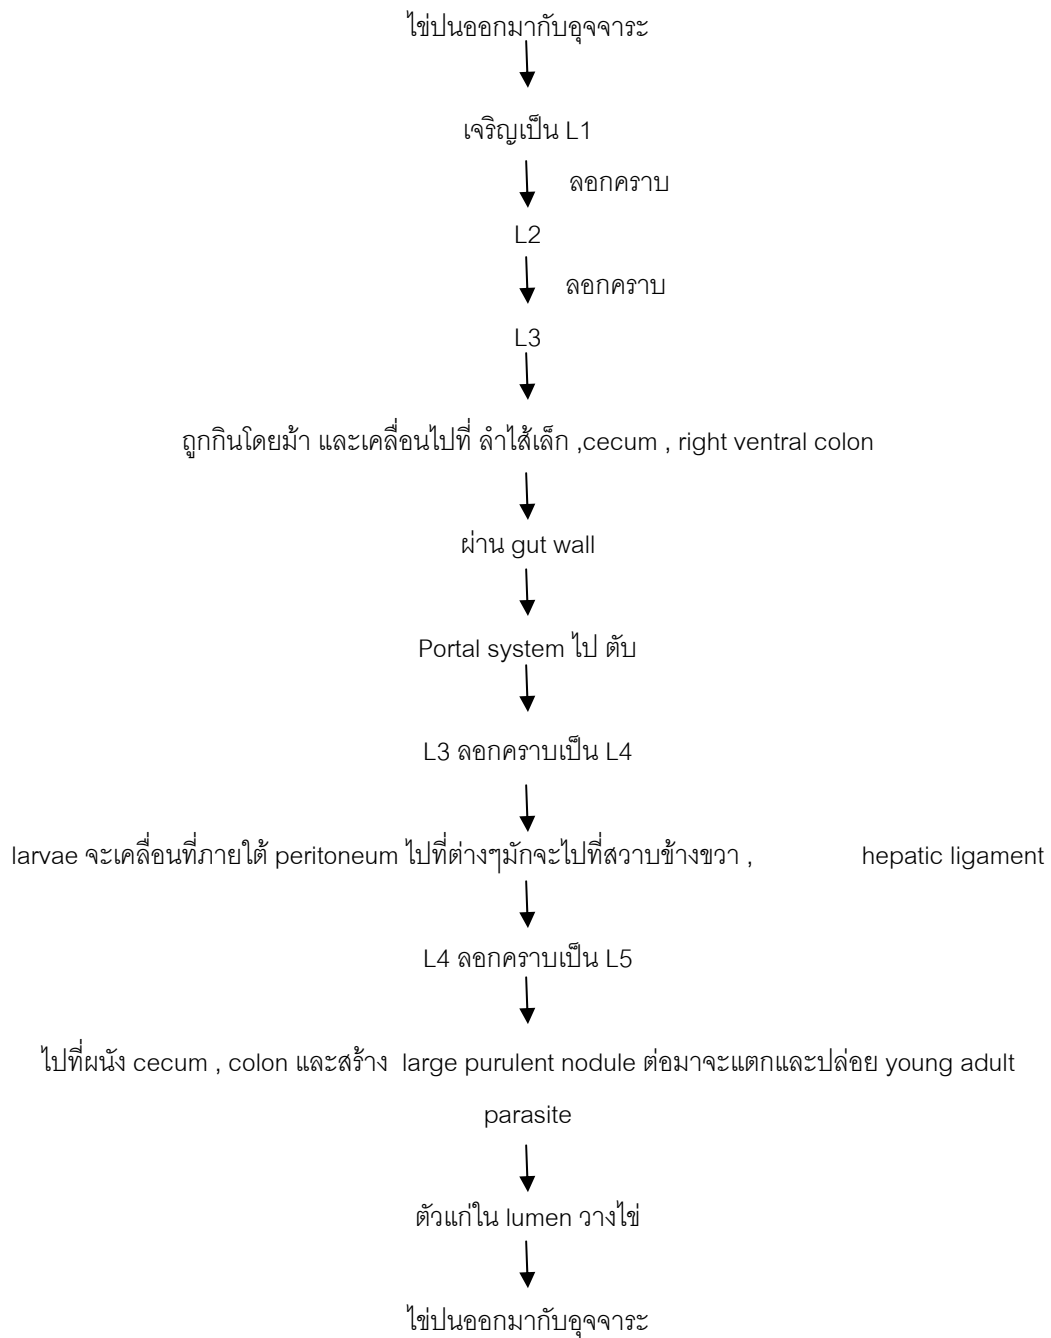 ไข่ปนออกมากับอุจจาระ
เจริญเป็น L1
ลอกคราบ
L2
ลอกคราบ
L3
ถูกกินโดยม้า และเคลื่อนไปที่ ลำไส้เล็ก ,cecum , right ventral colon
ผ่าน gut wall
Portal system ไป ตับ
L3 ลอกคราบเป็น L4
larvae จะเคลื่อนที่ภายใต้ peritoneum ไปที่ต่างๆมักจะไปที่สวาบข้างขวา , hepatic ligament
L4 ลอกคราบเป็น L5
ไปที่ผนัง cecum , colon และสร้าง large purulent nodule ต่อมาจะแตกและปล่อย young adult
parasite
ตัวแก่ใน lumen วางไข่
ไข่ปนออกมากับอุจจาระ